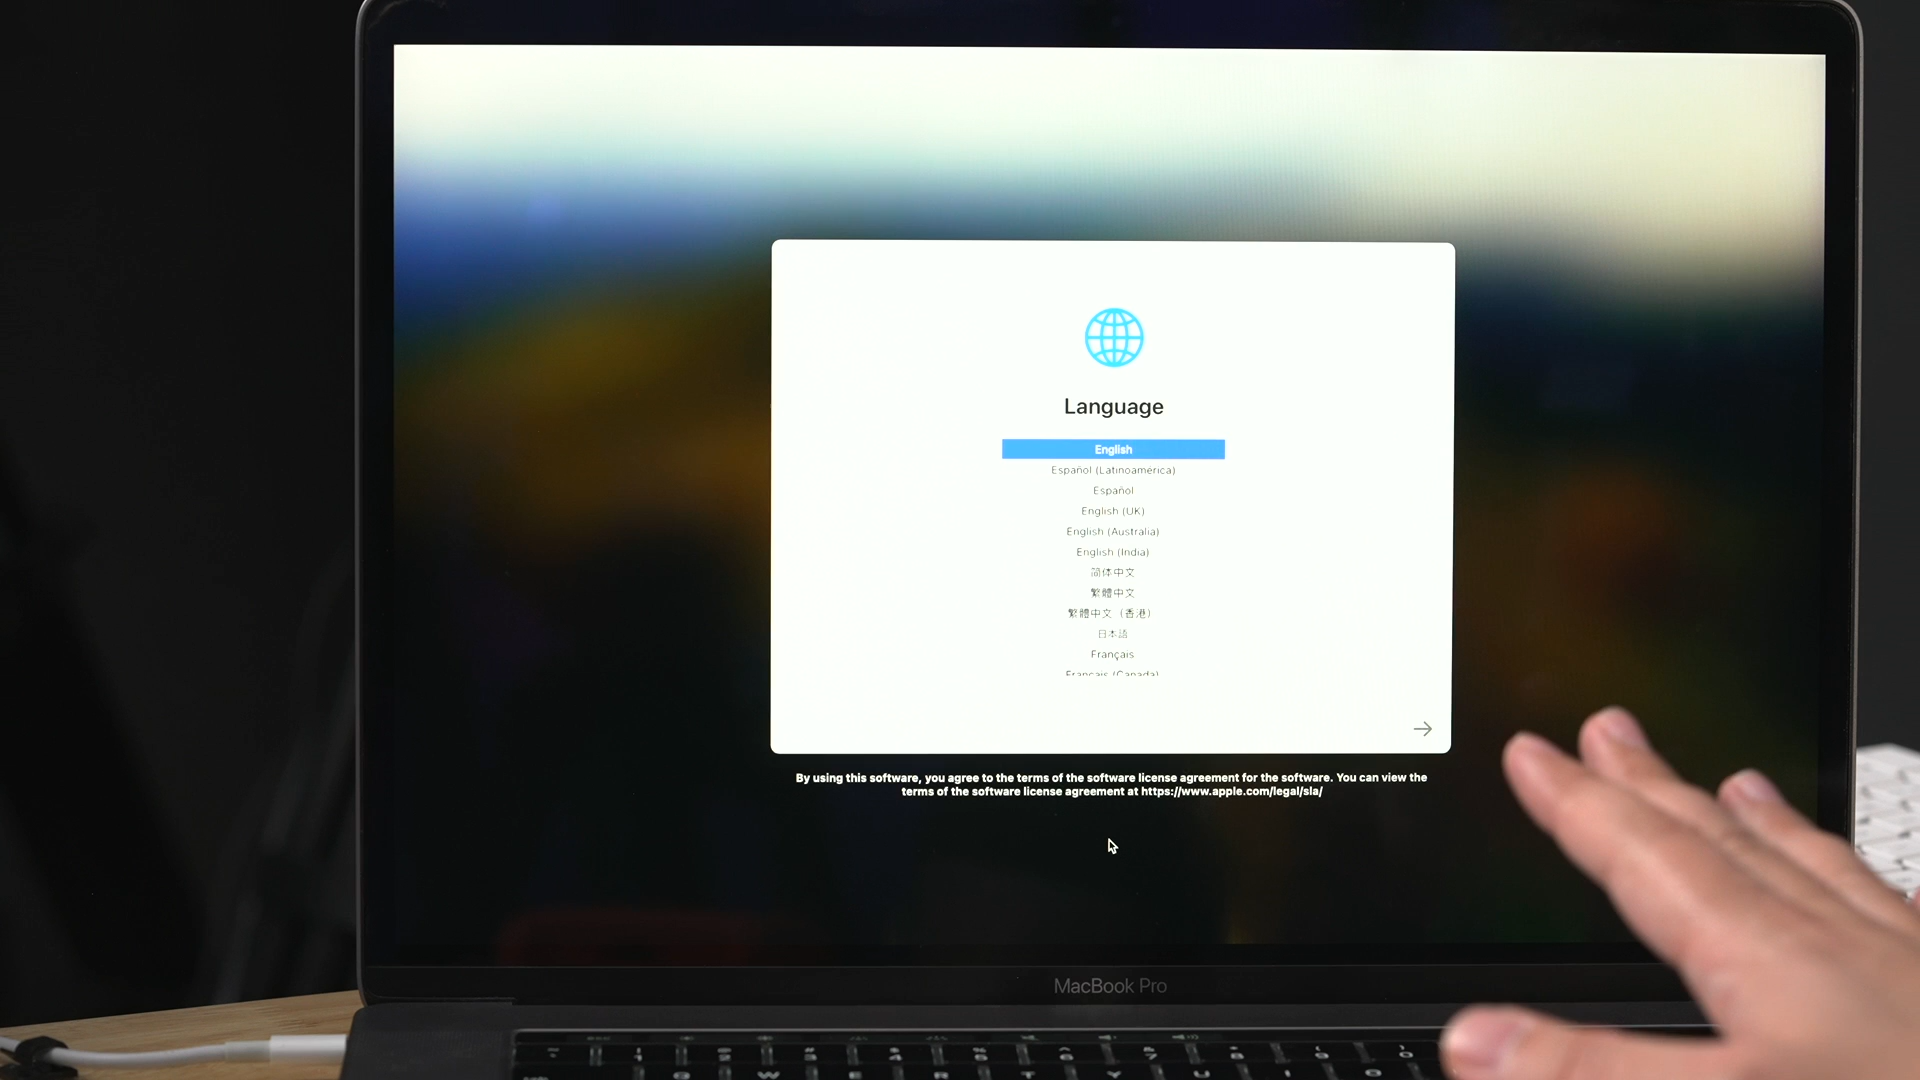 Language
English
Español (Latinoamérica)
Español
English (UK)
English (Australia)
English (India)
简体中文
繁體中文
繁體中文（香港）
日本語
Français
Français (Canada)
By using this software, you agree to the terms of the software license agreement for the software. You can view the
terms of the software license agreement at https://www.apple.com/legal/sla/
MacBook Pro